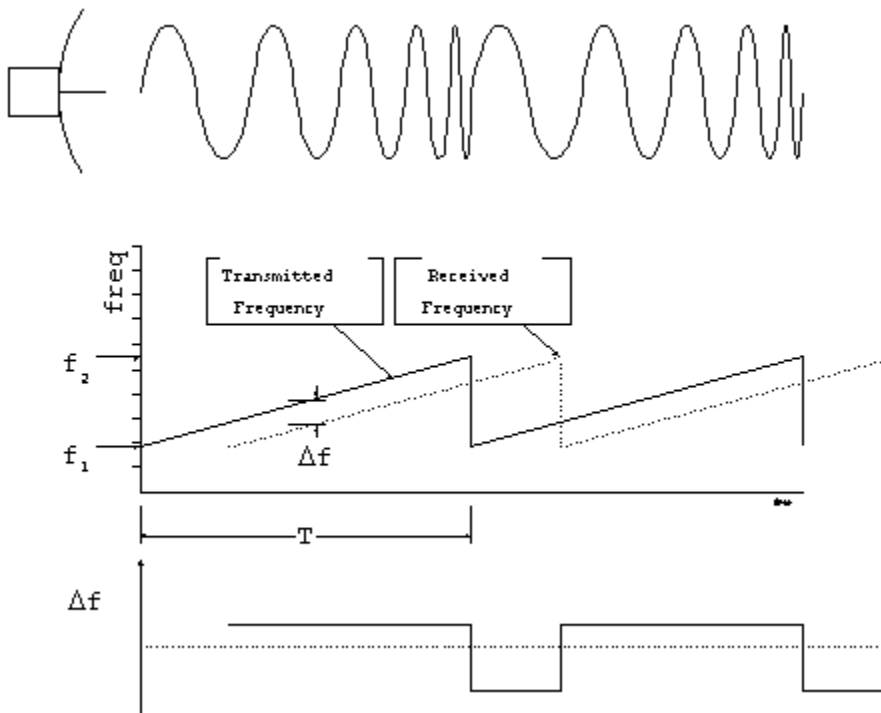 Transmitted
Frequency
Received
Frequency
freq
f₂
f₁
Δf
T
Δf